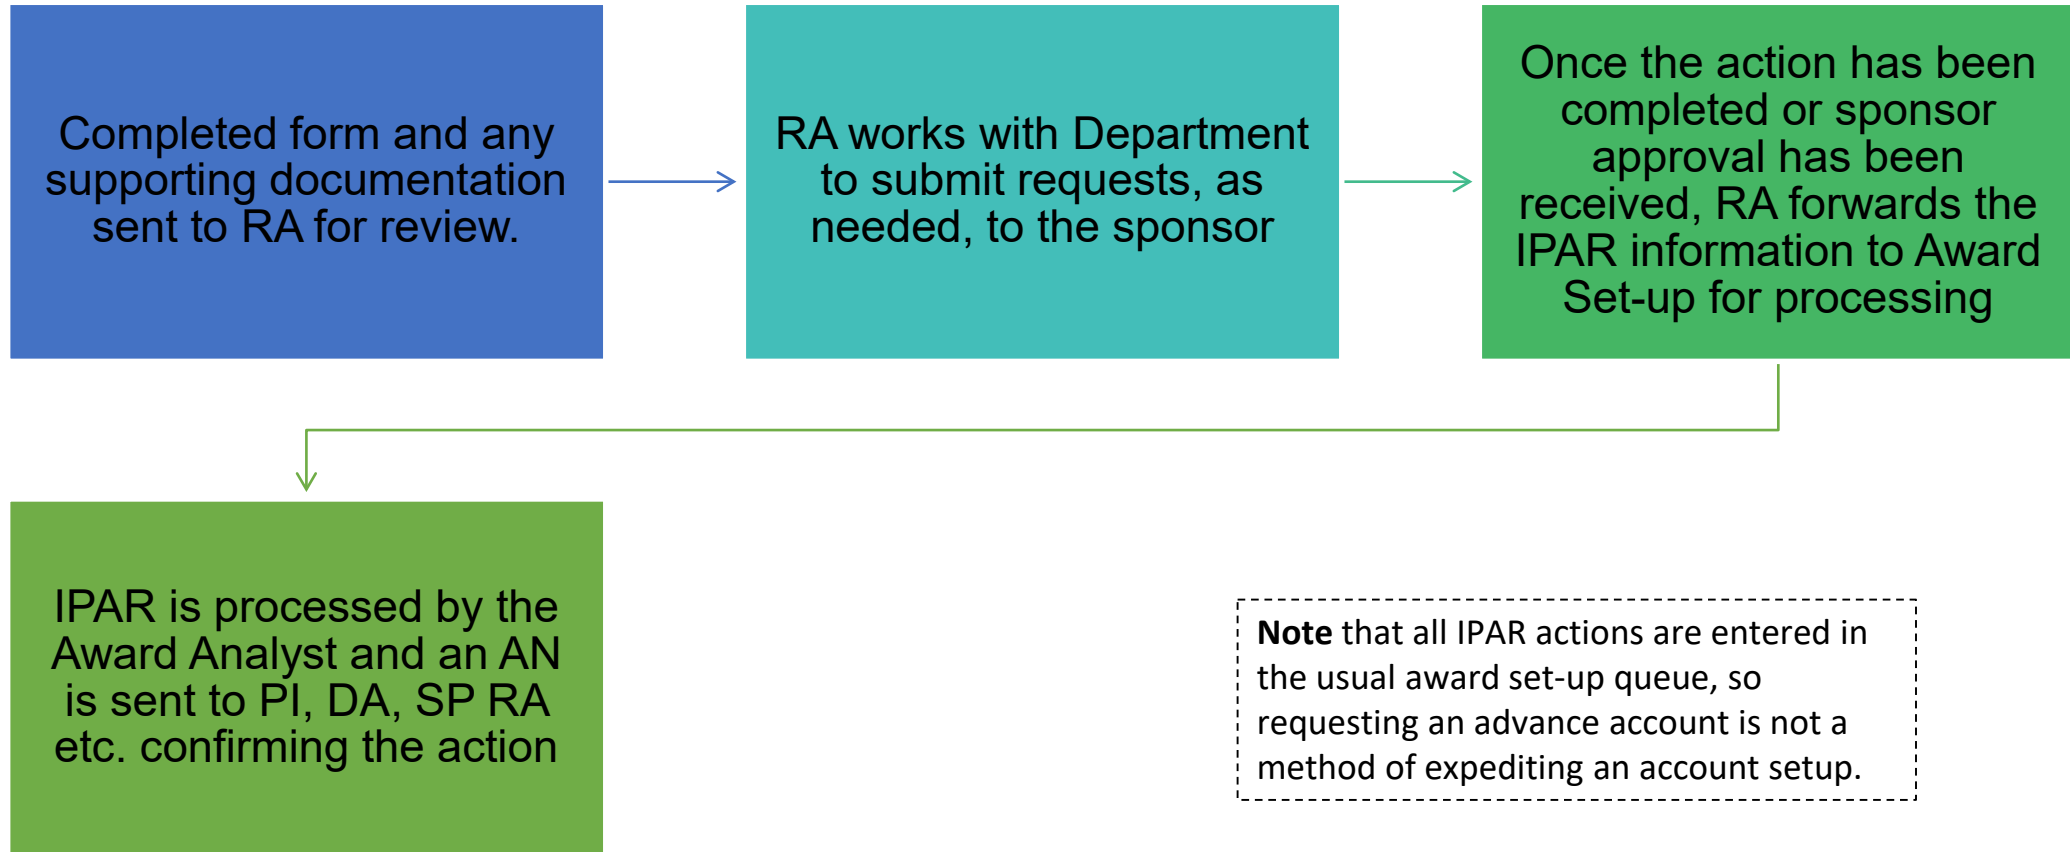 Completed form and any
supporting documentation
sent to RA for review.
RA works with Department
to submit requests, as
needed, to the sponsor
Once the action has been
completed or sponsor
approval has been
received, RA forwards the
IPAR information to Award
Set-up for processing
IPAR is processed by the
Award Analyst and an AN
is sent to PI, DA, SP RA
etc. confirming the action
Note that all IPAR actions are entered in
the usual award set-up queue, so
requesting an advance account is not a
method of expediting an account setup.